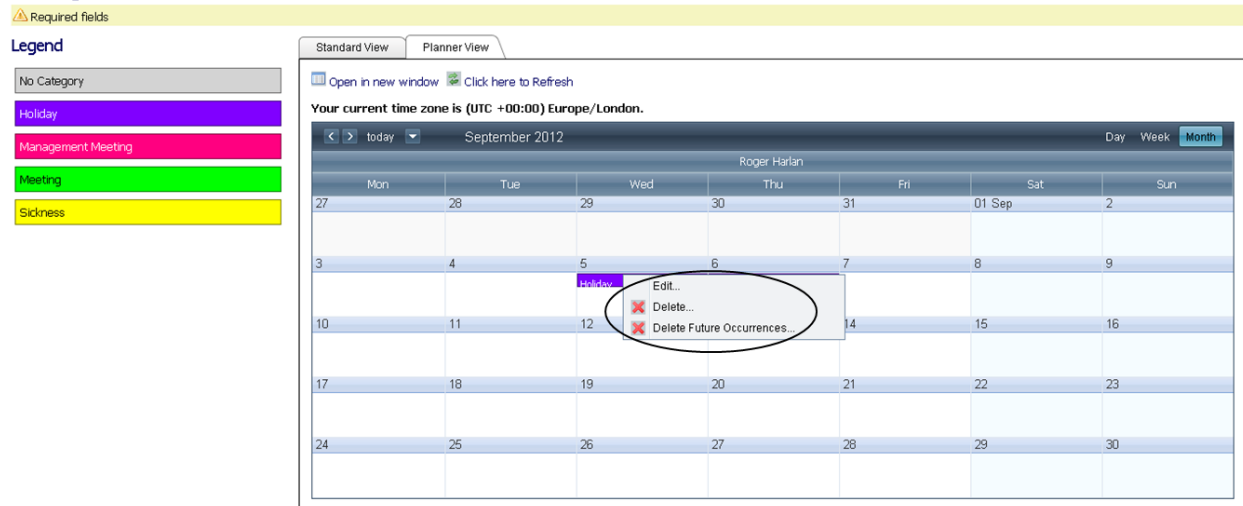 Required fields
Legend
No Category
Holiday
Management Meeting
Meeting
Sickness
Standard View Planner View
Open in new window Click here to Refresh
Your current time zone is (UTC +00:00) Europe/London.
today September 2012 Day Week Month
Roger Harlan
Mon Tue Wed Thu Fri Sat Sun
27 28 29 30 31 01 Sep 2
3 4 5 6 7 8 9
Holiday
Edit...
Delete...
Delete Future Occurrences...
10 11 12 14 15 16
17 18 19 20 21 22 23
24 25 26 27 28 29 30